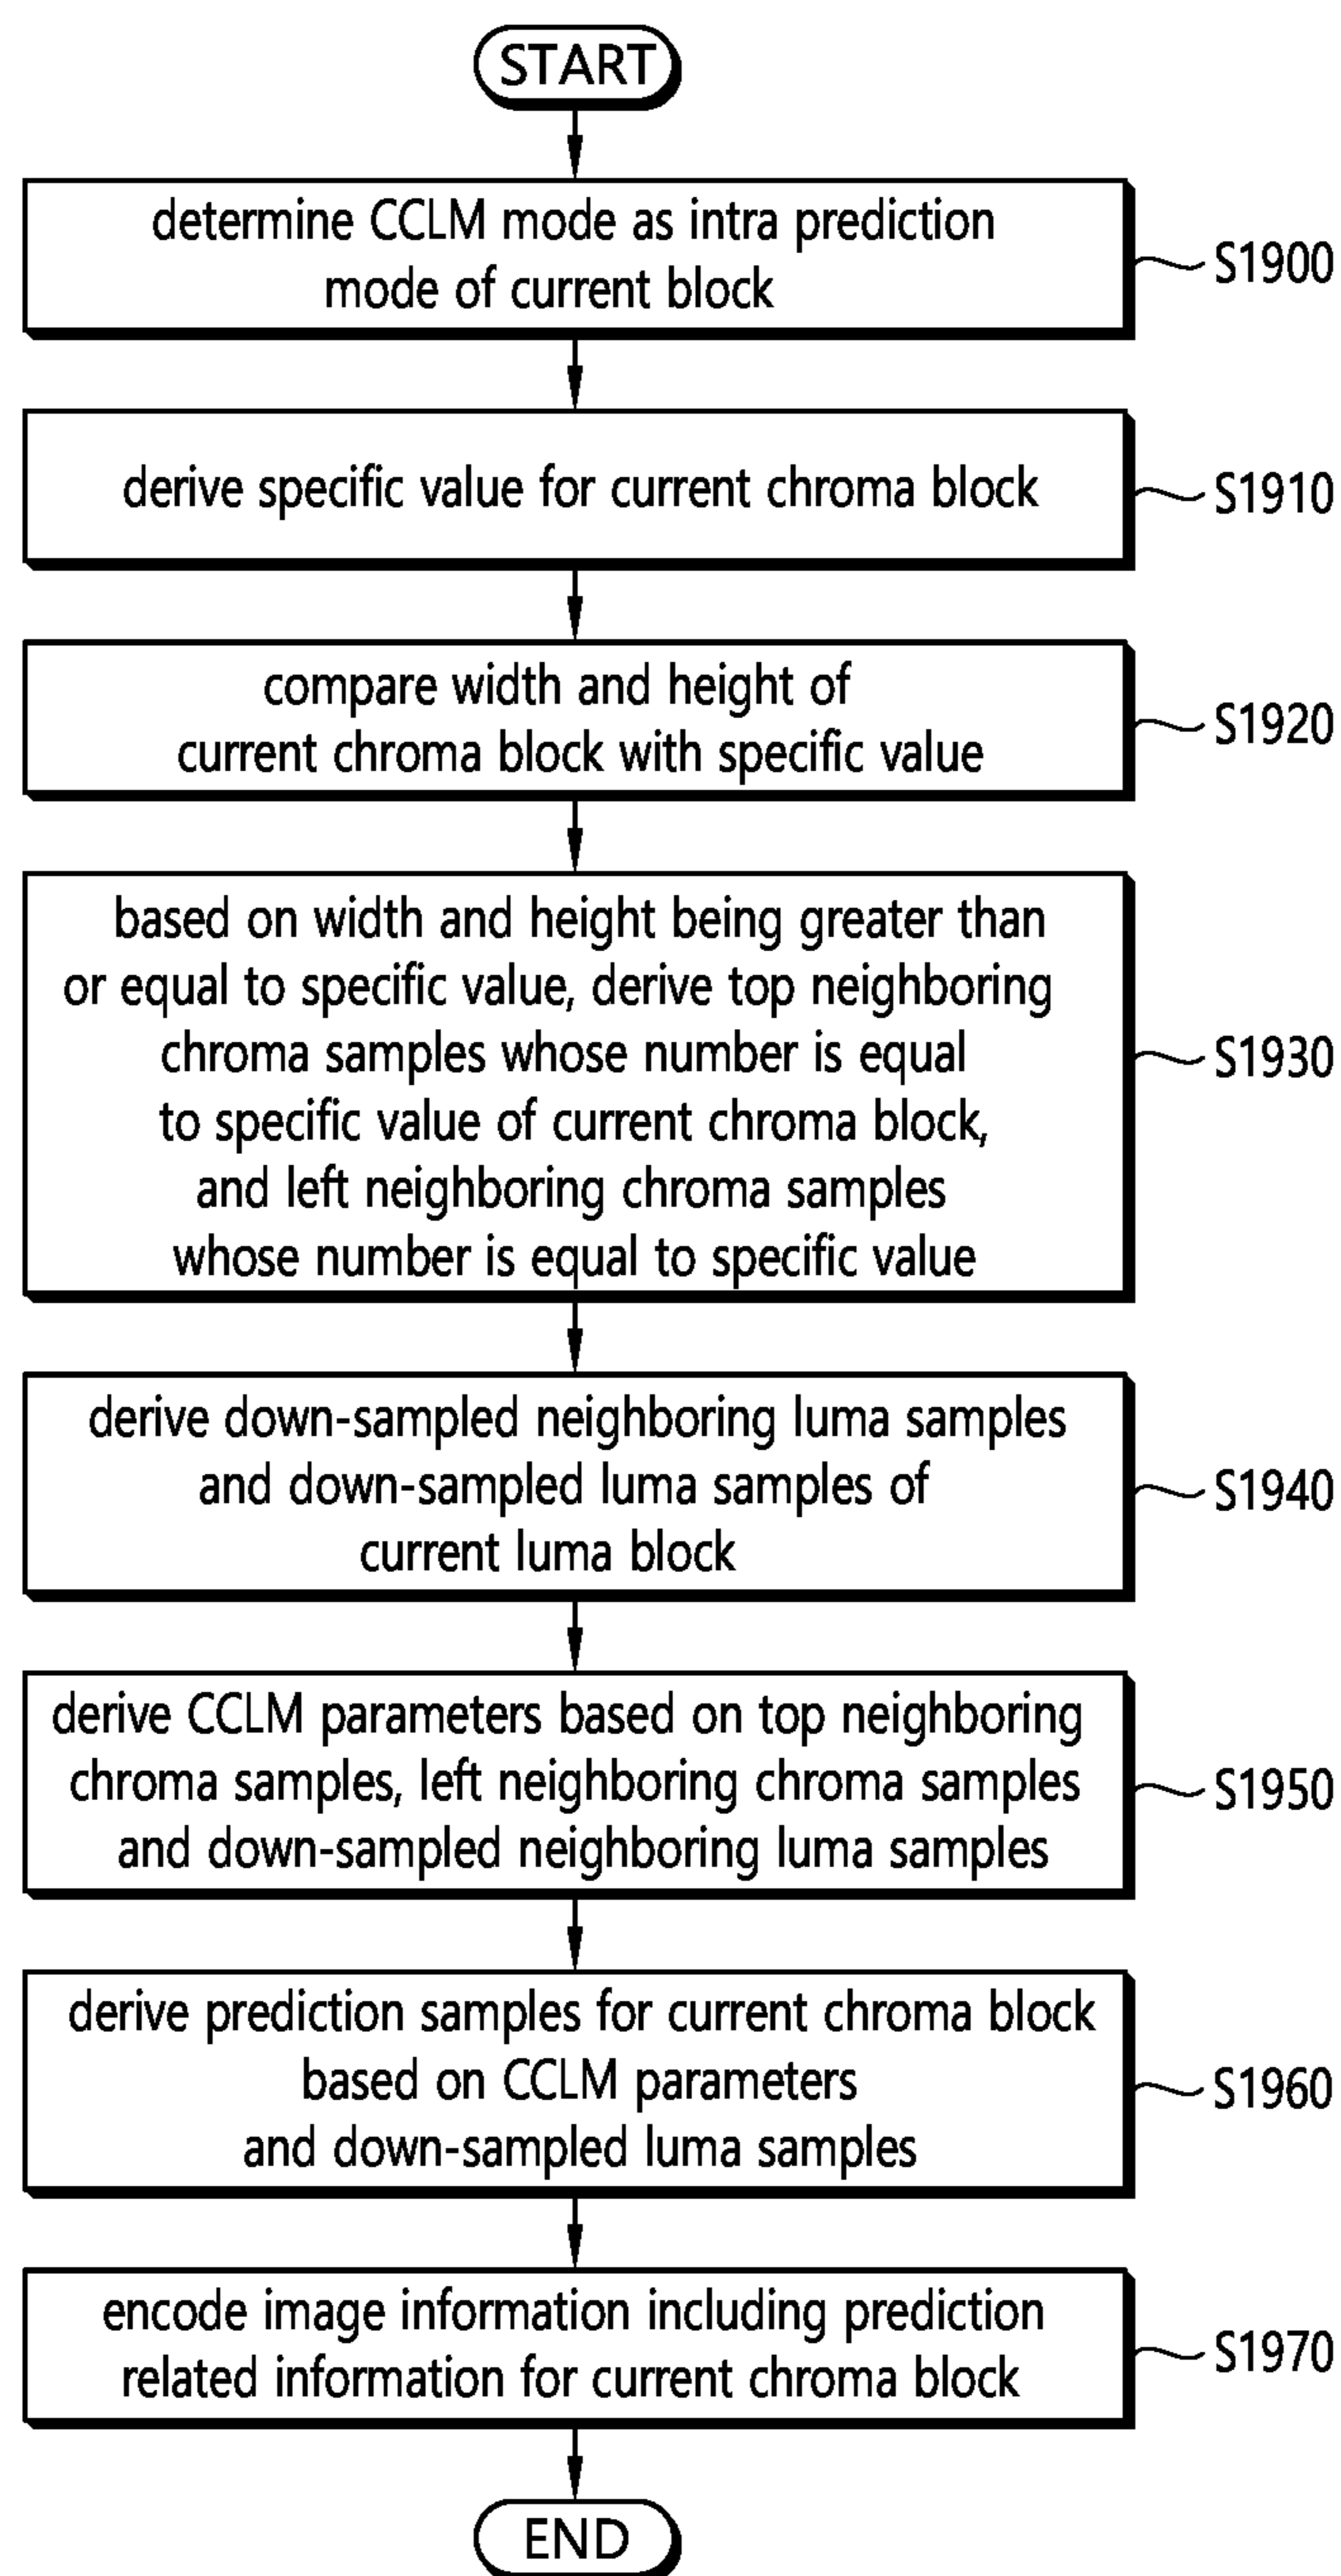 START
determine CCLM mode as intra prediction
mode of current block
S1900
derive specific value for current chroma block
S1910
compare width and height of
current chroma block with specific value
S1920
based on width and height being greater than
or equal to specific value, derive top neighboring
chroma samples whose number is equal
to specific value of current chroma block,
and left neighboring chroma samples
whose number is equal to specific value
S1930
derive down-sampled neighboring luma samples
and down-sampled luma samples of
current luma block
S1940
derive CCLM parameters based on top neighboring
chroma samples, left neighboring chroma samples
and down-sampled neighboring luma samples
S1950
derive prediction samples for current chroma block
based on CCLM parameters
and down-sampled luma samples
S1960
encode image information including prediction
related information for current chroma block
S1970
END